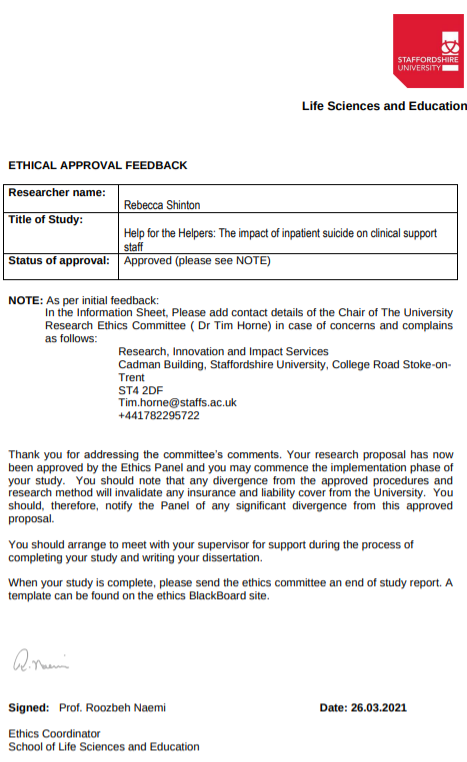 STAFFORDSHIRE
UNIVERSITY
Life Sciences and Education
ETHICAL APPROVAL FEEDBACK
Researcher name:
Rebecca Shinton
Title of Study:
Help for the Helpers: The impact of inpatient suicide on clinical support
staff
Status of approval: Approved (please see NOTE)
NOTE: As per initial feedback:
In the Information Sheet, Please add contact details of the Chair of The University
Research Ethics Committee ( Dr Tim Horne) in case of concerns and complains
as follows:
Research, Innovation and Impact Services
Cadman Building, Staffordshire University, College Road Stoke-on-
Trent
ST4 2DF
Tim.horne@staffs.ac.uk
+441782295722
Thank you for addressing the committee's comments. Your research proposal has now
been approved by the Ethics Panel and you may commence the implementation phase of
your study. You should note that any divergence from the approved procedures and
research method will invalidate any insurance and liability cover from the University. You
should, therefore, notify the Panel of any significant divergence from this approved
proposal.
You should arrange to meet with your supervisor for support during the process of
completing your study and writing your dissertation.
When your study is complete, please send the ethics committee an end of study report. A
template can be found on the ethics BlackBoard site.
R. Naemi
Signed: Prof. Roozbeh Naemi Date: 26.03.2021
Ethics Coordinator
School of Life Sciences and Education